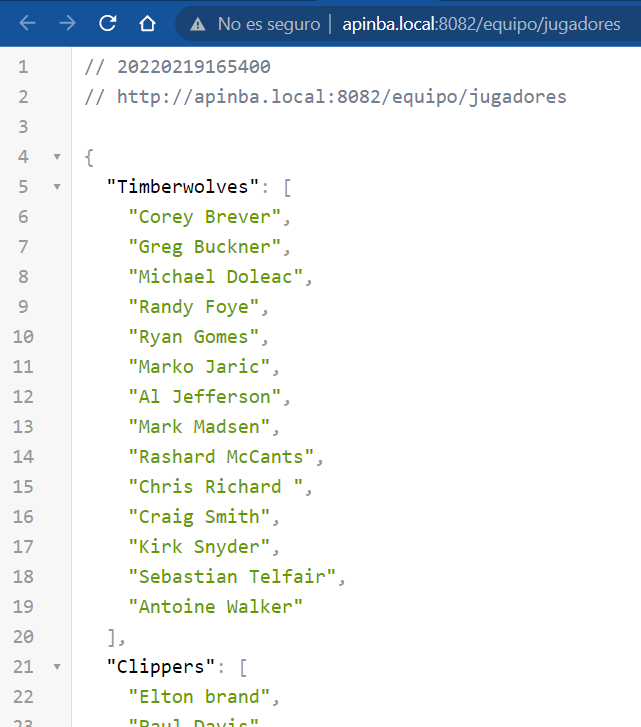 No es seguro | apinba.local:8082/equipo/jugadores
1 // 20220219165400
2 // http://apinba.local:8082/equipo/jugadores
3
4 {
5 "Timberwolves": [
6 "Corey Brever",
7 "Greg Buckner",
8 "Michael Doleac",
9 "Randy Foye",
10 "Ryan Gomes",
11 "Marko Jaric",
12 "Al Jefferson",
13 "Mark Madsen",
14 "Rashard McCants",
15 "Chris Richard ",
16 "Craig Smith",
17 "Kirk Snyder",
18 "Sebastian Telfair",
19 "Antoine Walker"
20 ],
21 "Clippers": [
22 "Elton brand",
23 "Paul Davis"